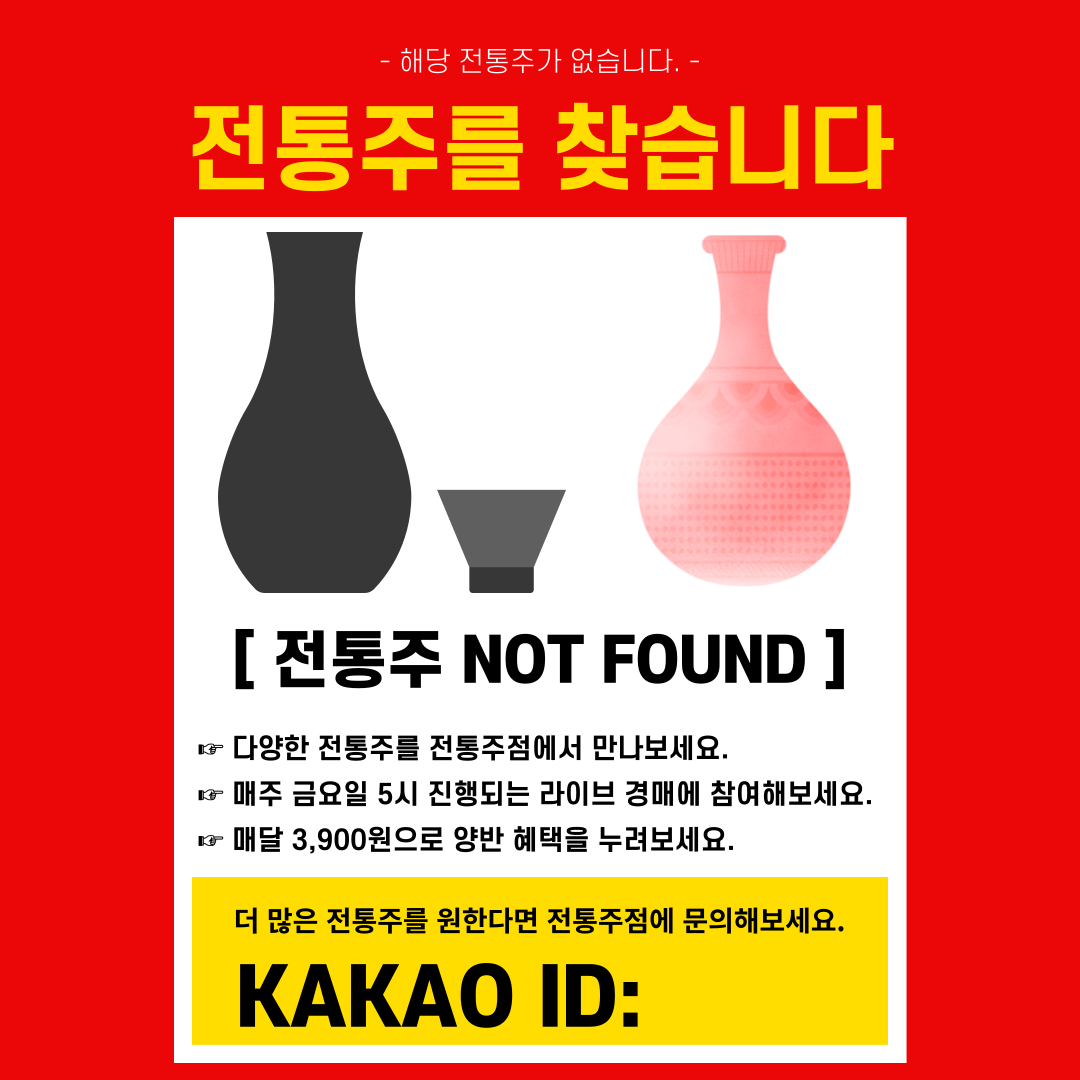 - 해당 전통주가 없습니다. -
전통주를 찾습니다
[ 전통주 NOT FOUND ]
☞ 다양한 전통주를 전통주점에서 만나보세요.
☞ 매주 금요일 5시 진행되는 라이브 경매에 참여해보세요.
☞ 매달 3,900원으로 양반 혜택을 누려보세요.
더 많은 전통주를 원한다면 전통주점에 문의해보세요.
KAKAO ID: